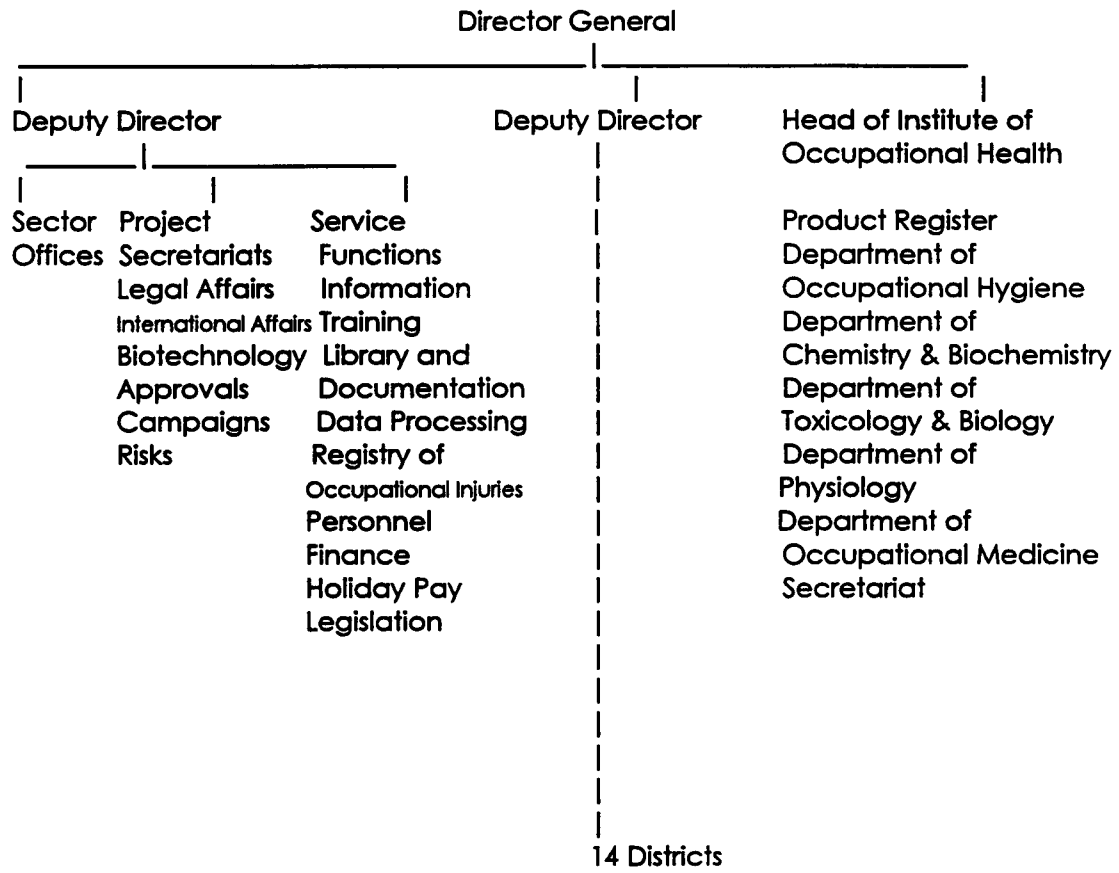 Director General
Deputy Director
Sector
Offices
Project
Secretariats
Legal Affairs
International Affairs
Biotechnology
Approvals
Campaigns
Risks
Service
Functions
Information
Training
Library and
Documentation
Data Processing
Registry of
Occupational Injuries
Personnel
Finance
Holiday Pay
Legislation
Deputy Director
14 Districts
Head of Institute of
Occupational Health
Product Register
Department of
Occupational Hygiene
Department of
Chemistry & Biochemistry
Department of
Toxicology & Biology
Department of
Physiology
Department of
Occupational Medicine
Secretariat